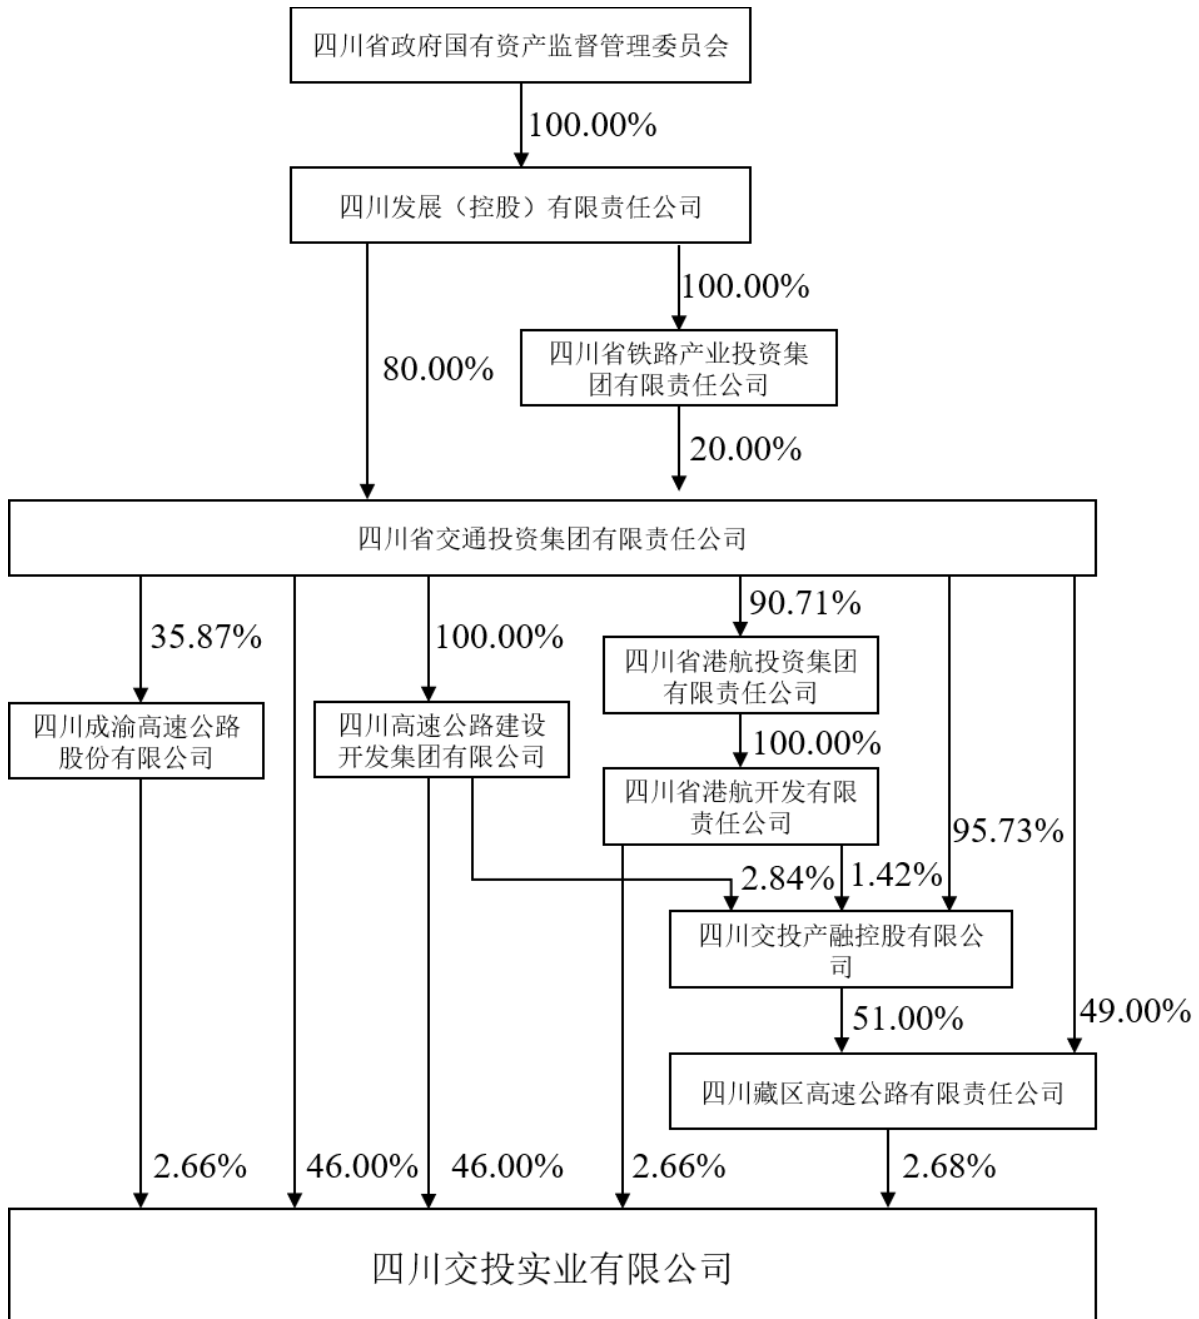 四川省政府国有资产监督管理委员会
100.00%
四川发展（控股）有限责任公司
100.00%
四川省铁路产业投资集
团有限责任公司
80.00%
20.00%
四川省交通投资集团有限责任公司
90.71%
35.87%
100.00%
四川省港航投资集团
有限责任公司
四川成渝高速公路
股份有限公司
四川高速公路建设
开发集团有限公司
100.00%
四川省港航开发有限
责任公司
95.73%
2.84%
1.42%
四川交投产融控股有限公
司
51.00%
49.00%
四川藏区高速公路有限责任公司
2.66%
46.00%
46.00%
2.66%
2.68%
四川交投实业有限公司